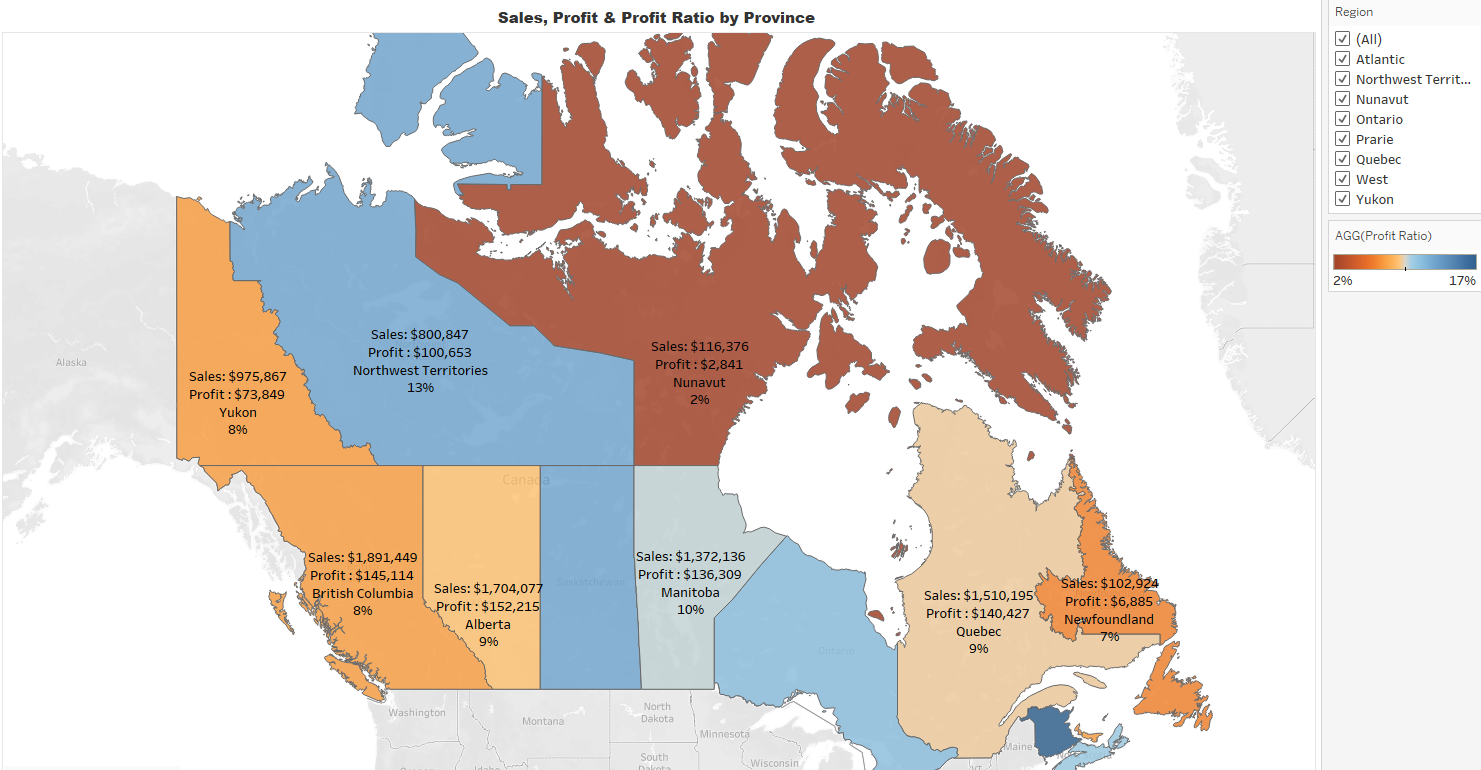 Sales, Profit & Profit Ratio by Province
Region
(All)
Atlantic
Northwest Territ...
Nunavut
Ontario
Prarie
Quebec
West
Yukon
AGG(Profit Ratio)
2%
17%
Alaska
Sales: $975,867
Profit : $73,849
Yukon
8%
Sales: $800,847
Profit : $100,653
Northwest Territories
13%
Sales: $116,376
Profit : $2,841
Nunavut
2%
Canada
Sales: $1,891,449
Profit : $145,114
British Columbia
8%
Sales: $1,704,077
Profit : $152,215
Alberta
9%
Saskatchewan
Sales: $1,372,136
Profit : $136,309
Manitoba
10%
Ontario
Sales: $1,510,195
Profit : $140,427
Quebec
9%
Sales: $102,924
Profit : $6,885
Newfoundland
7%
Washington
Montana
North
Dakota
Minnesota
South
Dakota
Wisconsin
Maine